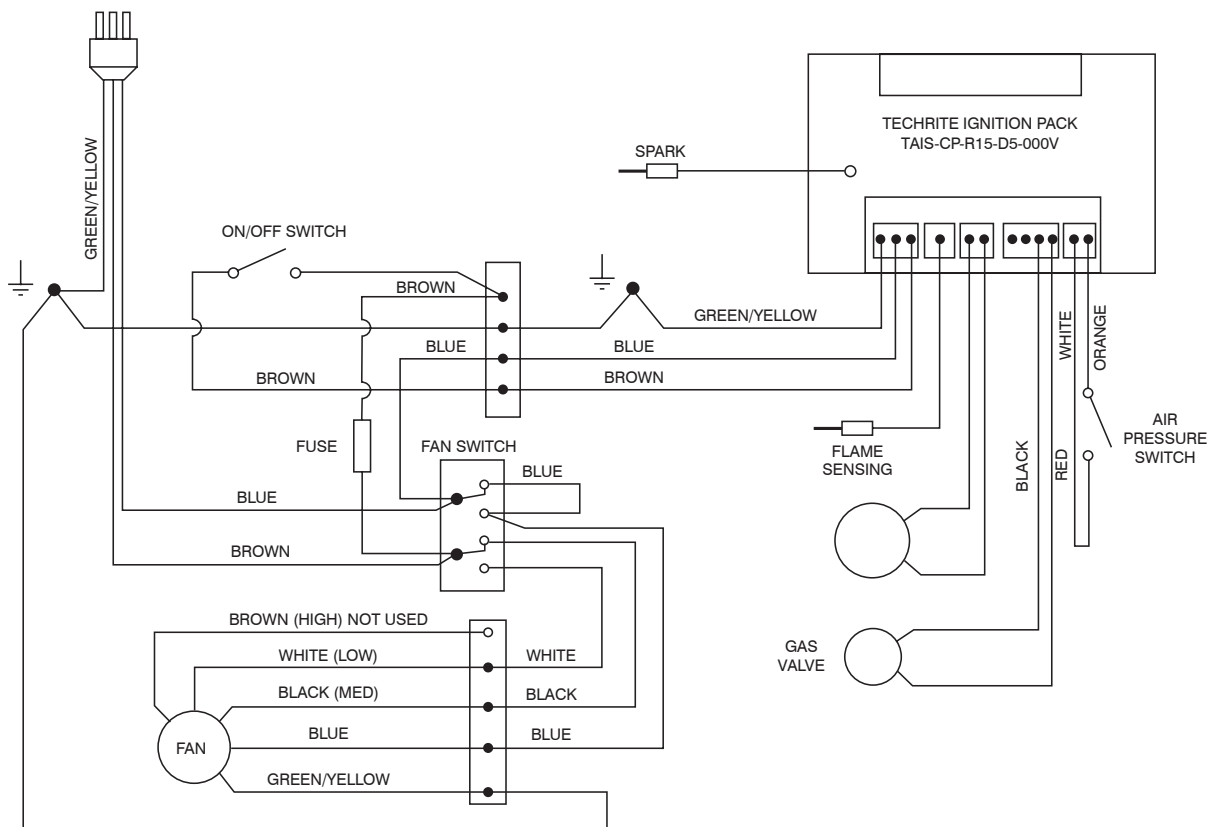 GREEN/YELLOW
TECHRITE IGNITION PACK
TAIS-CP-R15-D5-000V
SPARK
ON/OFF SWITCH
BROWN
GREEN/YELLOW
BLUE
BLUE
BROWN
BROWN
WHITE
ORANGE
AIR
PRESSURE
SWITCH
FUSE
FAN SWITCH
FLAME
SENSING
BLACK
RED
BLUE
BLUE
BROWN
BROWN (HIGH) NOT USED
WHITE (LOW)
WHITE
GAS
VALVE
BLACK (MED)
BLACK
BLUE
BLUE
FAN
GREEN/YELLOW